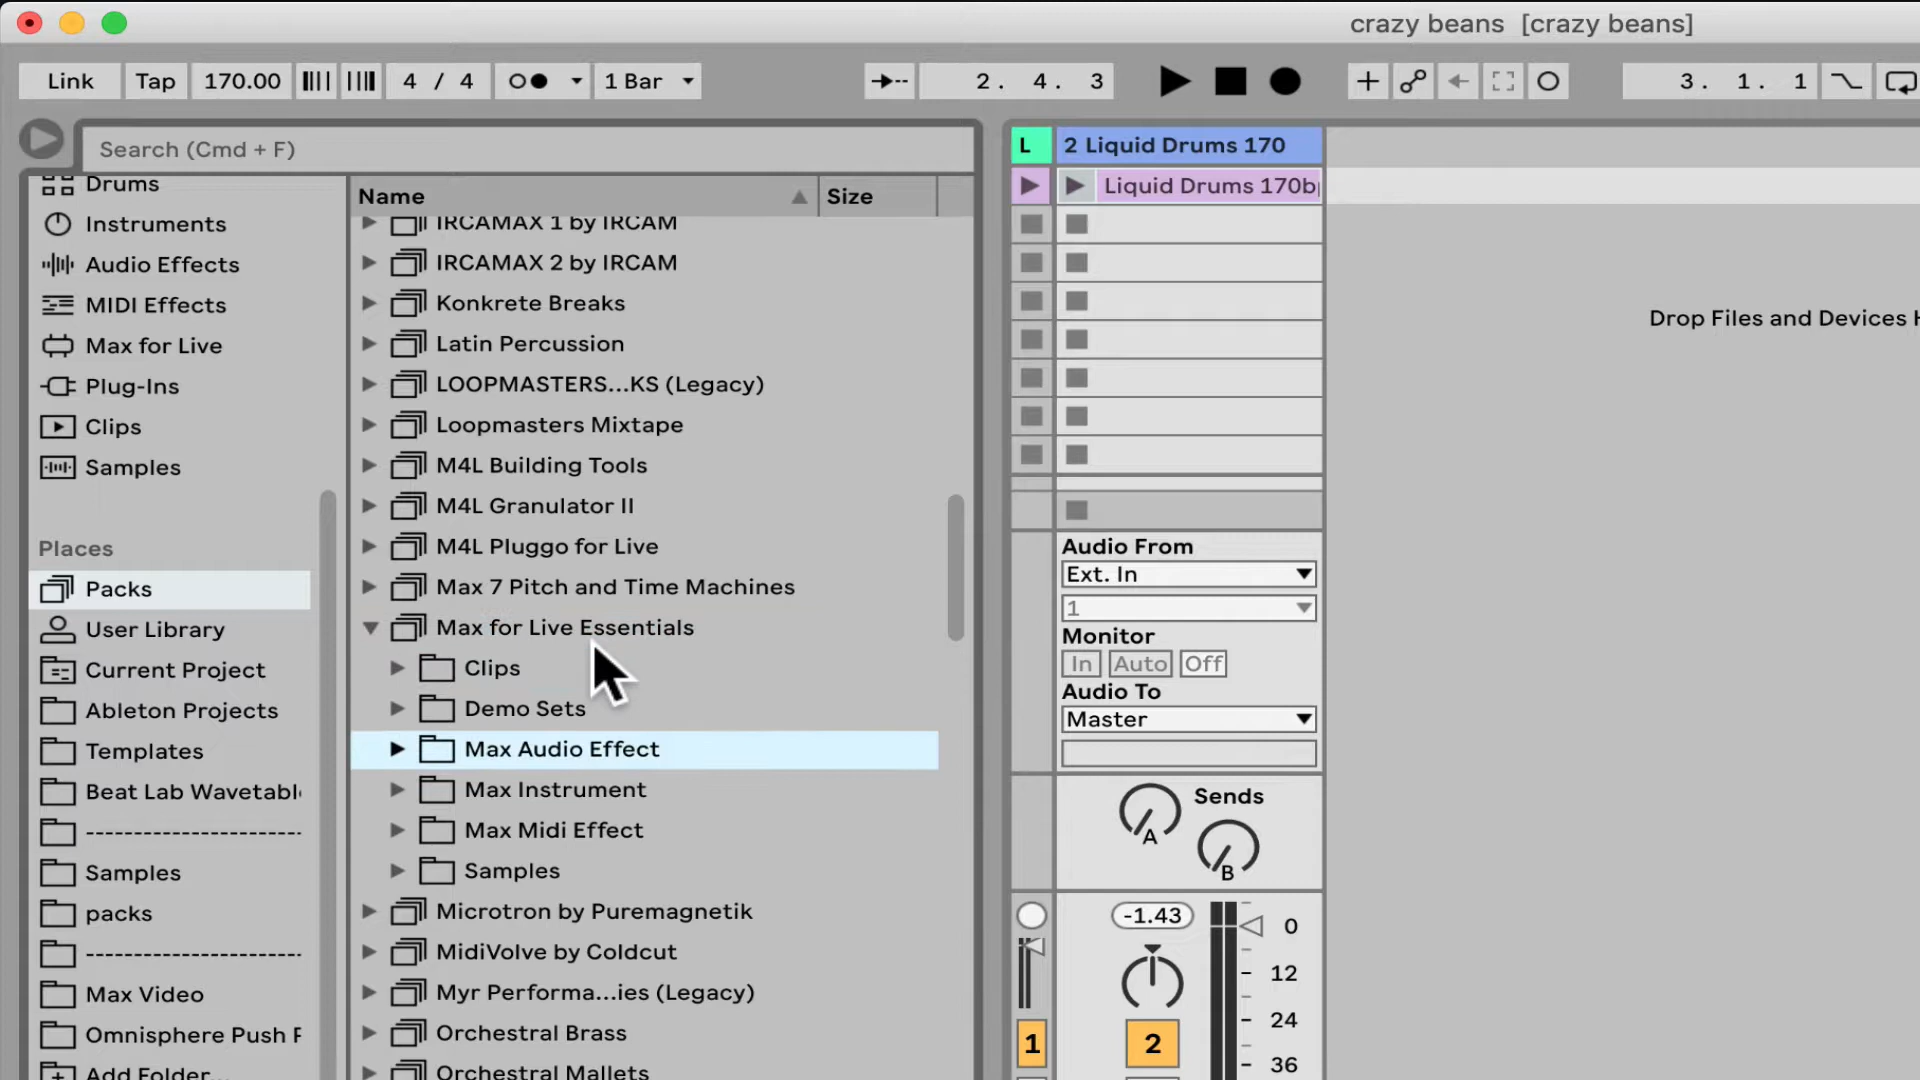 crazy beans [crazy beans]
Link Tap 170.00 4 / 4 1 Bar 2. 4. 3 3. 1. 1
Search (Cmd + F)
Drums
Instruments
Audio Effects
MIDI Effects
Max for Live
Plug-Ins
Clips
Samples
Places
Packs
User Library
Current Project
Ableton Projects
Templates
Beat Lab Wavetabl
--------------------
Samples
packs
--------------------
Max Video
Omnisphere Push
Add Folder...
Name Size
IRCAMAX 1 by IRCAM
IRCAMAX 2 by IRCAM
Konkrete Breaks
Latin Percussion
LOOPMASTERS...KS (Legacy)
Loopmasters Mixtape
M4L Building Tools
M4L Granulator II
M4L Pluggo for Live
Max 7 Pitch and Time Machines
Max for Live Essentials
Clips
Demo Sets
Max Audio Effect
Max Instrument
Max Midi Effect
Samples
Microtron by Puremagnetik
MidiVolve by Coldcut
Myr Performa...ies (Legacy)
Orchestral Brass
Orchestral Mallets
L 2 Liquid Drums 170
Liquid Drums 170b
Audio From
Ext. In
1
Monitor
In Auto Off
Audio To
Master
Sends
A
B
-1.43
0
12
24
36
1 2
Drop Files and Devices